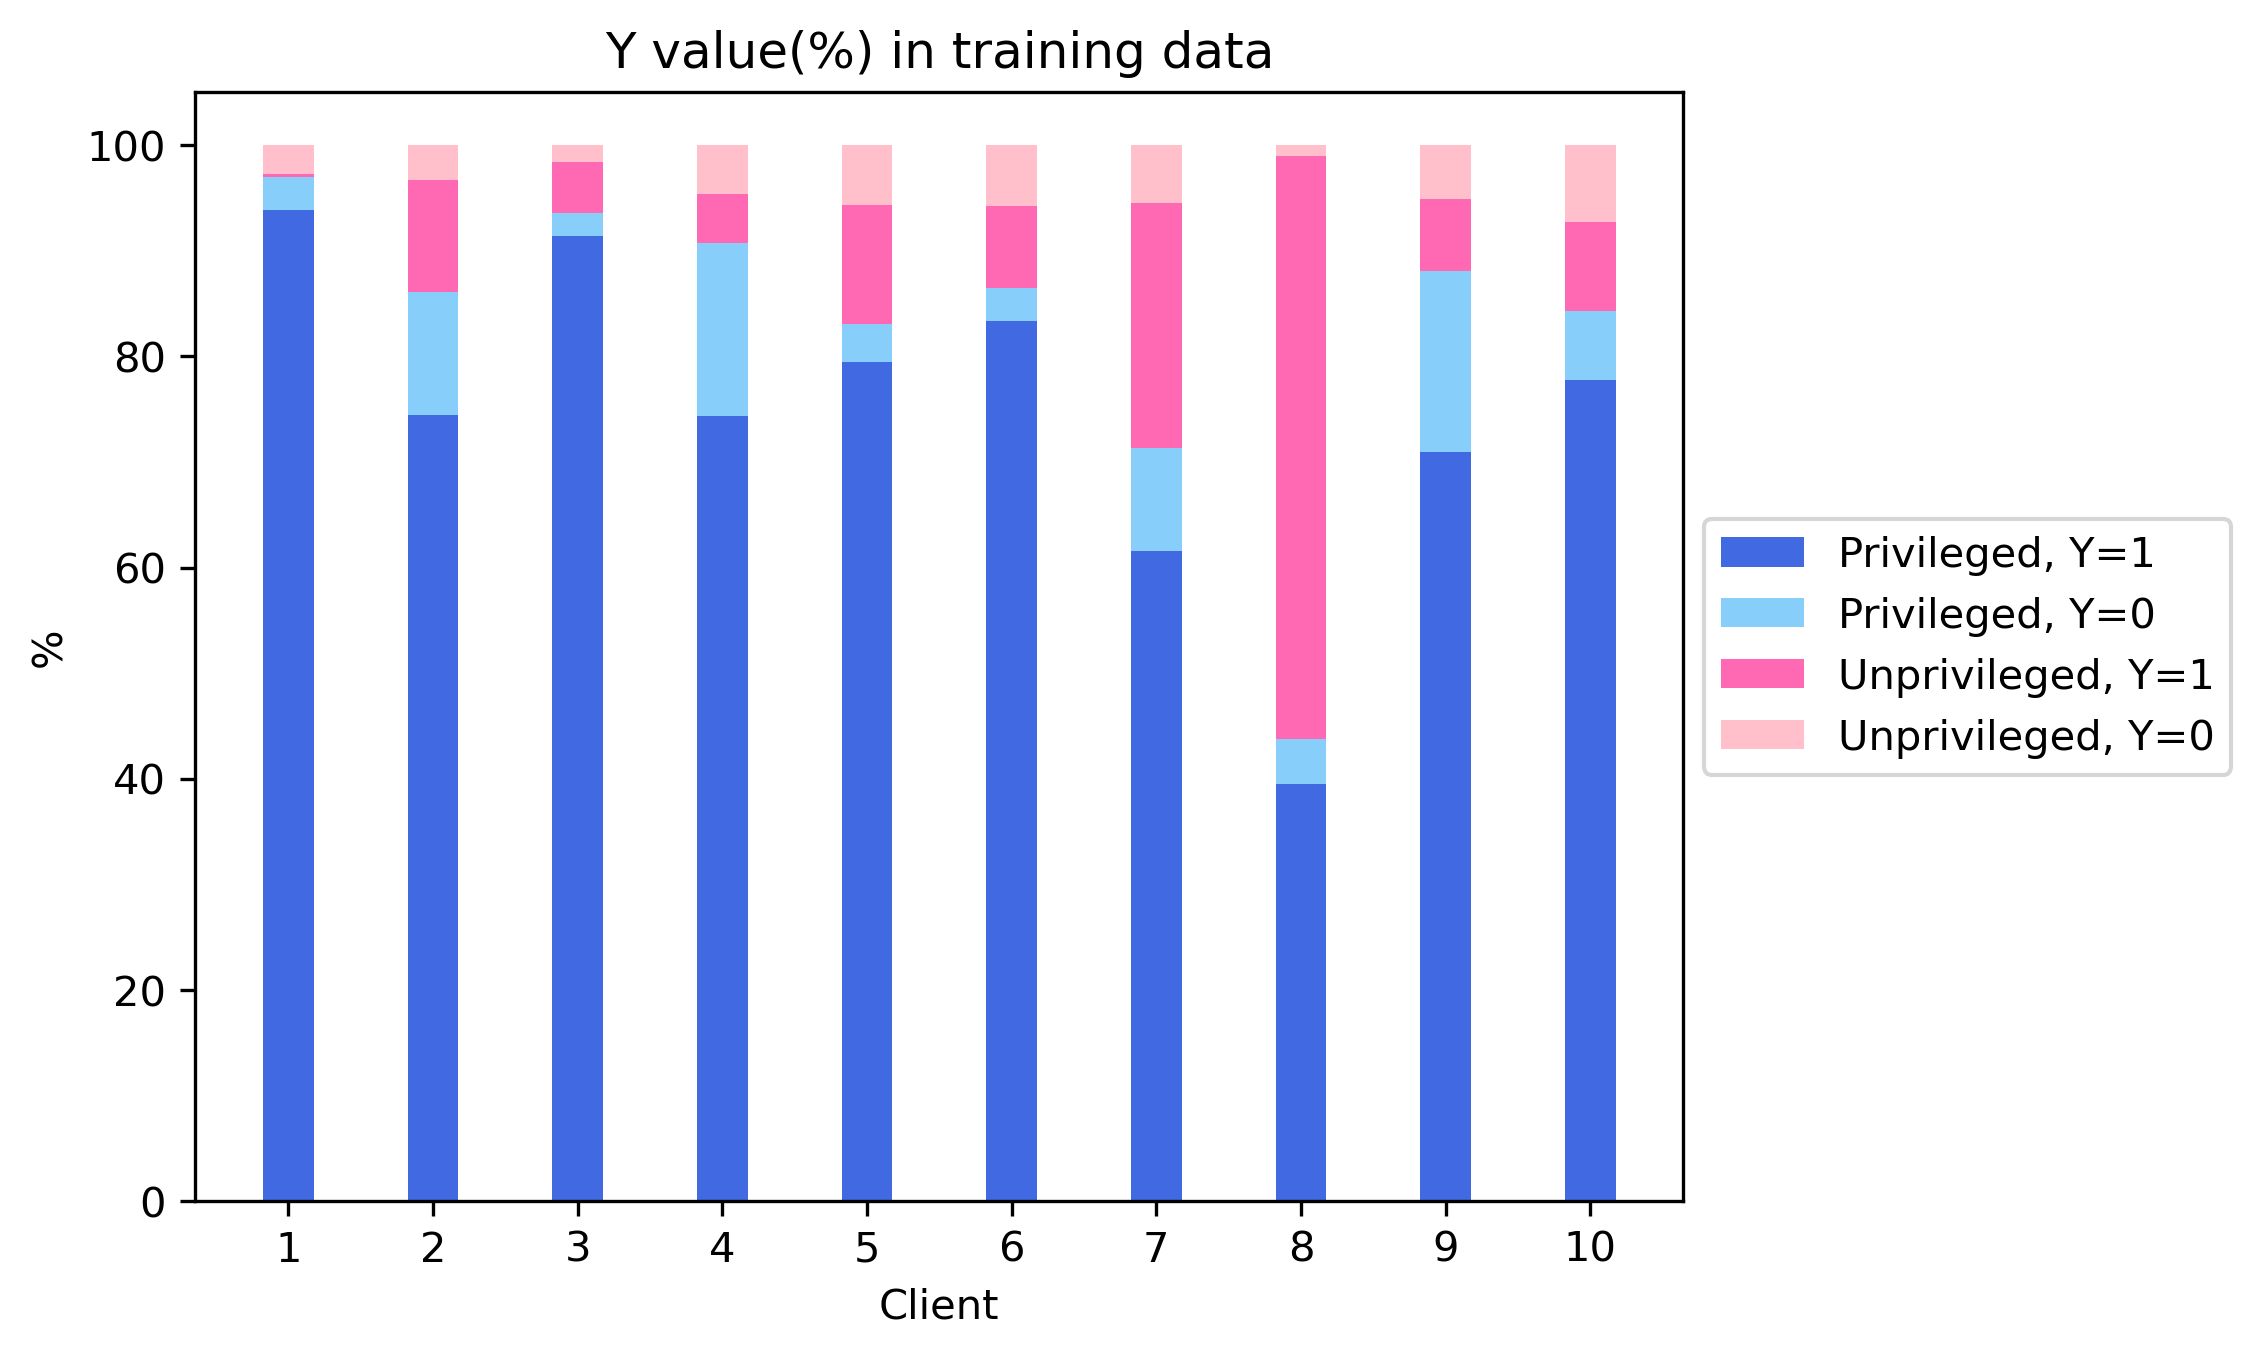 Y value(%) in training data
100
80
60
40
20
0
%
1 2 3 4 5 6 7 8 9 10
Client
Privileged, Y=1
Privileged, Y=0
Unprivileged, Y=1
Unprivileged, Y=0